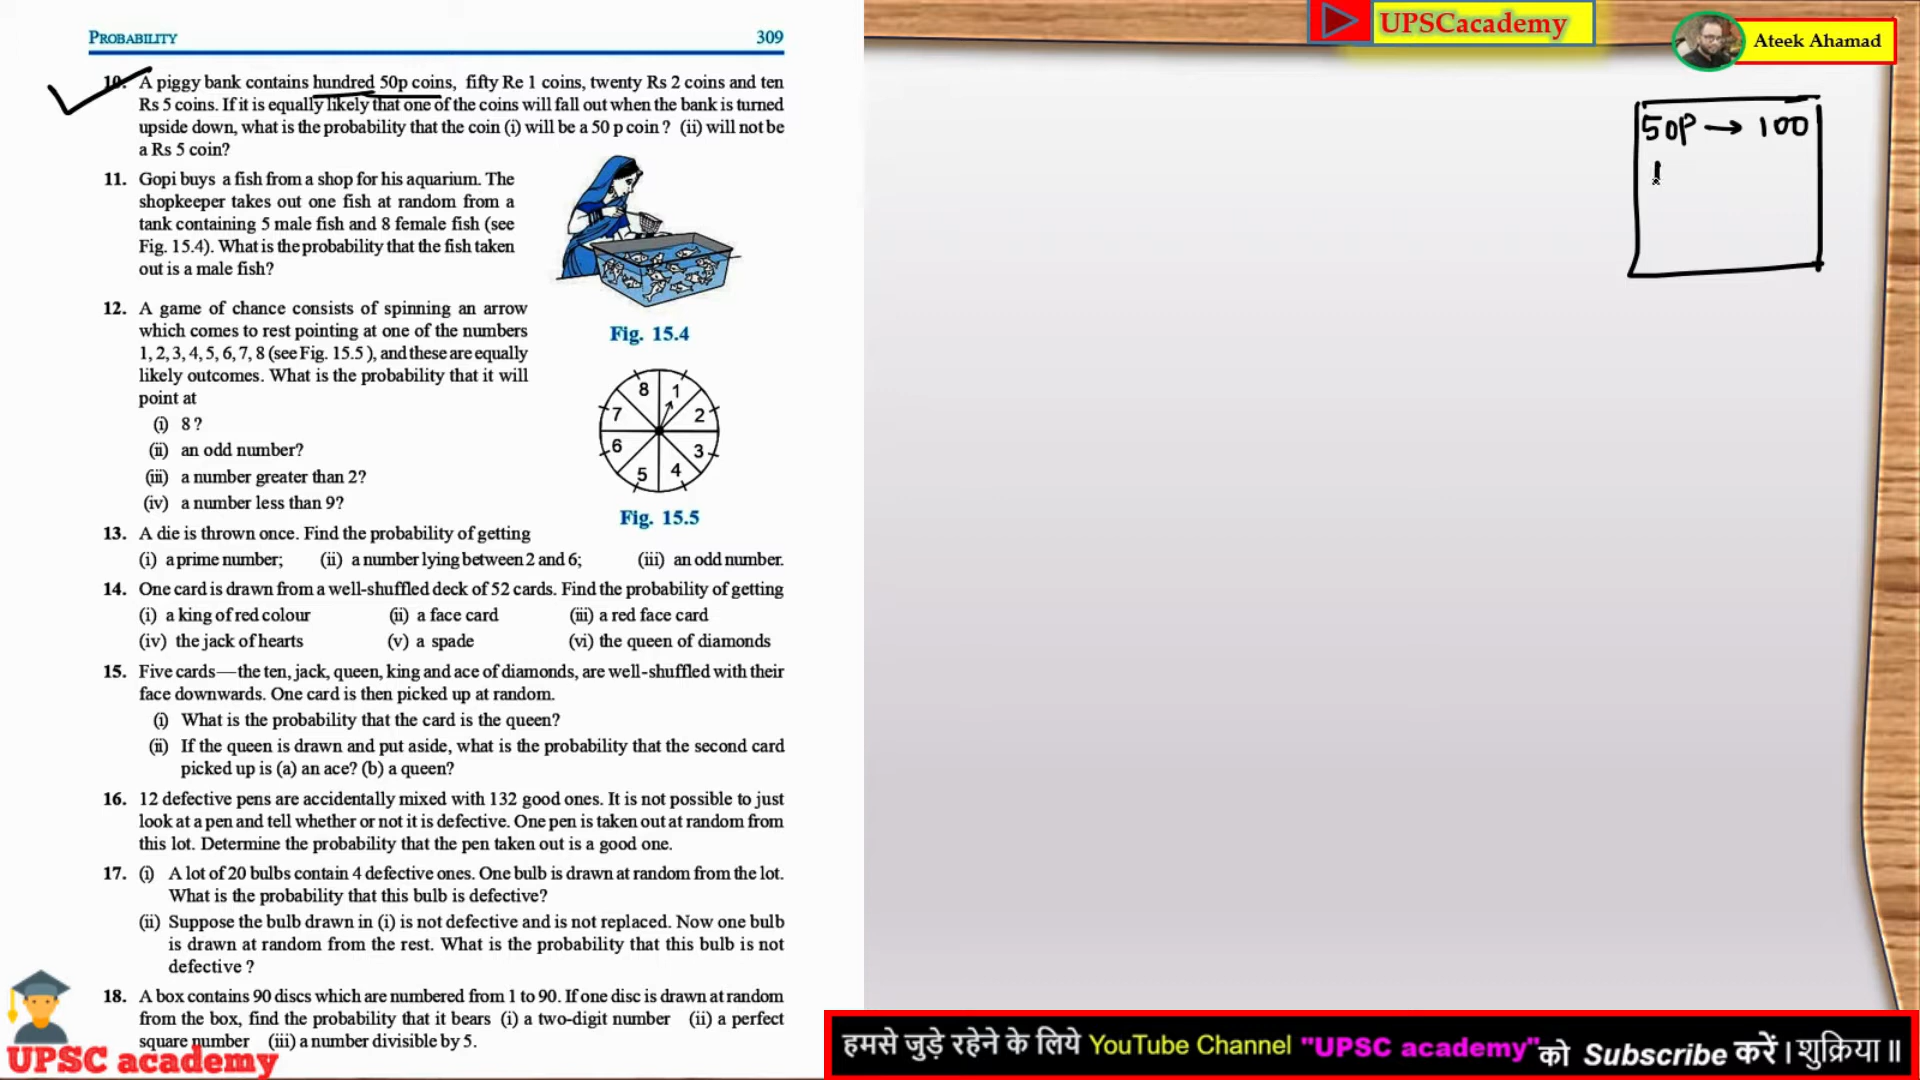 PROBABILITY 309
10. A piggy bank contains hundred 50p coins, fifty Re 1 coins, twenty Rs 2 coins and ten
Rs 5 coins. If it is equally likely that one of the coins will fall out when the bank is turned
upside down, what is the probability that the coin (i) will be a 50 p coin ? (ii) will not be
a Rs 5 coin?
11. Gopi buys a fish from a shop for his aquarium. The
shopkeeper takes out one fish at random from a
tank containing 5 male fish and 8 female fish (see
Fig. 15.4). What is the probability that the fish taken
out is a male fish?
Fig. 15.4
12. A game of chance consists of spinning an arrow
which comes to rest pointing at one of the numbers
1, 2, 3, 4, 5, 6, 7, 8 (see Fig. 15.5 ), and these are equally
likely outcomes. What is the probability that it will
point at
(i) 8 ?
(ii) an odd number?
(iii) a number greater than 2?
(iv) a number less than 9?
8 1
7 2
6 3
5 4
Fig. 15.5
13. A die is thrown once. Find the probability of getting
(i) a prime number; (ii) a number lying between 2 and 6; (iii) an odd number.
14. One card is drawn from a well-shuffled deck of 52 cards. Find the probability of getting
(i) a king of red colour (ii) a face card (iii) a red face card
(iv) the jack of hearts (v) a spade (vi) the queen of diamonds
15. Five cards—the ten, jack, queen, king and ace of diamonds, are well-shuffled with their
face downwards. One card is then picked up at random.
(i) What is the probability that the card is the queen?
(ii) If the queen is drawn and put aside, what is the probability that the second card
picked up is (a) an ace? (b) a queen?
16. 12 defective pens are accidentally mixed with 132 good ones. It is not possible to just
look at a pen and tell whether or not it is defective. One pen is taken out at random from
this lot. Determine the probability that the pen taken out is a good one.
17. (i) A lot of 20 bulbs contain 4 defective ones. One bulb is drawn at random from the lot.
What is the probability that this bulb is defective?
(ii) Suppose the bulb drawn in (i) is not defective and is not replaced. Now one bulb
is drawn at random from the rest. What is the probability that this bulb is not
defective ?
18. A box contains 90 discs which are numbered from 1 to 90. If one disc is drawn at random
from the box, find the probability that it bears (i) a two-digit number (ii) a perfect
square number (iii) a number divisible by 5.
UPSC academy
UPSCacademy
Ateek Ahamad
50P → 100
1
हमसे जुड़े रहेने के लिये YouTube Channel "UPSC academy" को Subscribe करें । शुक्रिया ॥